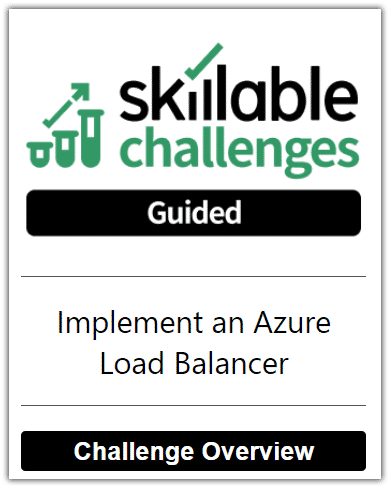 skillable
challenges
Guided
Implement an Azure
Load Balancer
Challenge Overview